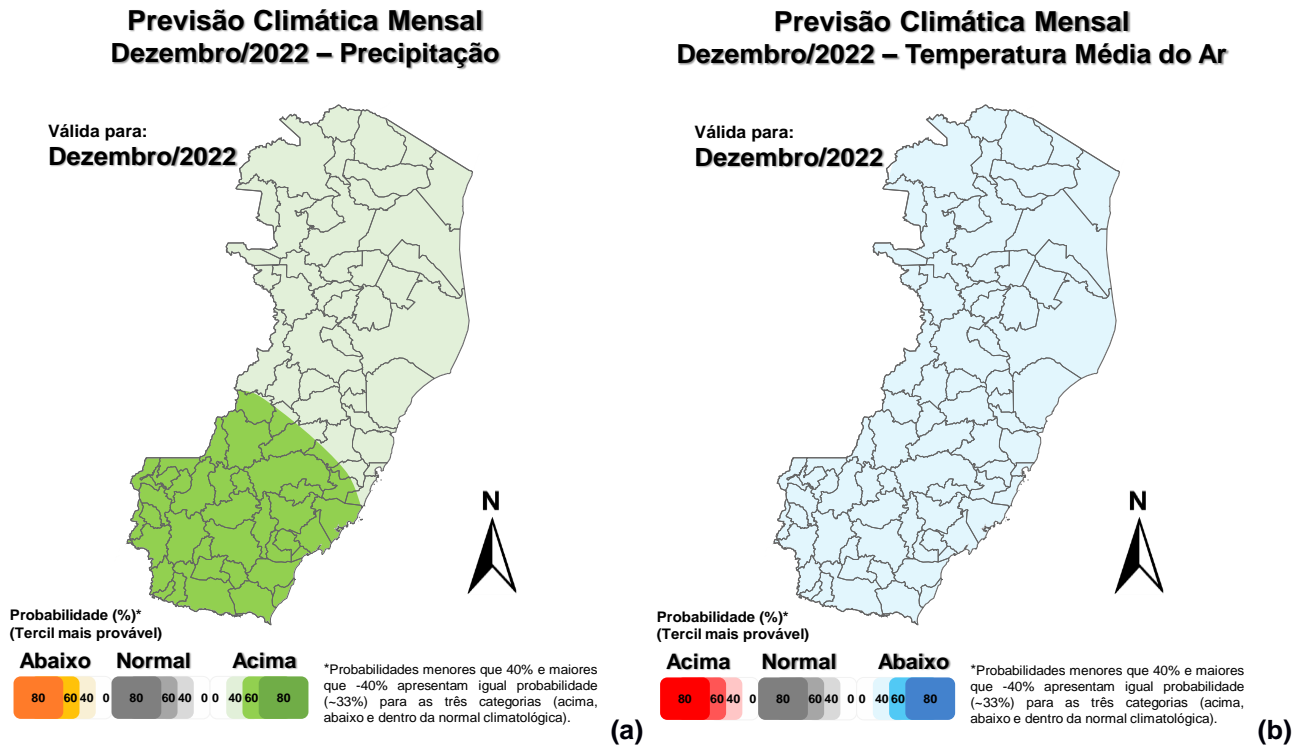 Previsão Climática Mensal
Dezembro/2022 – Precipitação
Válida para:
Dezembro/2022
N
Probabilidade (%)*
(Tercil mais provável)
Abaixo Normal Acima
80 60 40 0 80 60 40 0 0 40 60 80
*Probabilidades menores que 40% e maiores
que -40% apresentam igual probabilidade
(~33%) para as três categorias (acima,
abaixo e dentro da normal climatológica).
(a)
Previsão Climática Mensal
Dezembro/2022 – Temperatura Média do Ar
Válida para:
Dezembro/2022
N
Probabilidade (%)*
(Tercil mais provável)
Acima Normal Abaixo
80 60 40 0 80 60 40 0 0 40 60 80
*Probabilidades menores que 40% e maiores
que -40% apresentam igual probabilidade
(~33%) para as três categorias (acima,
abaixo e dentro da normal climatológica).
(b)